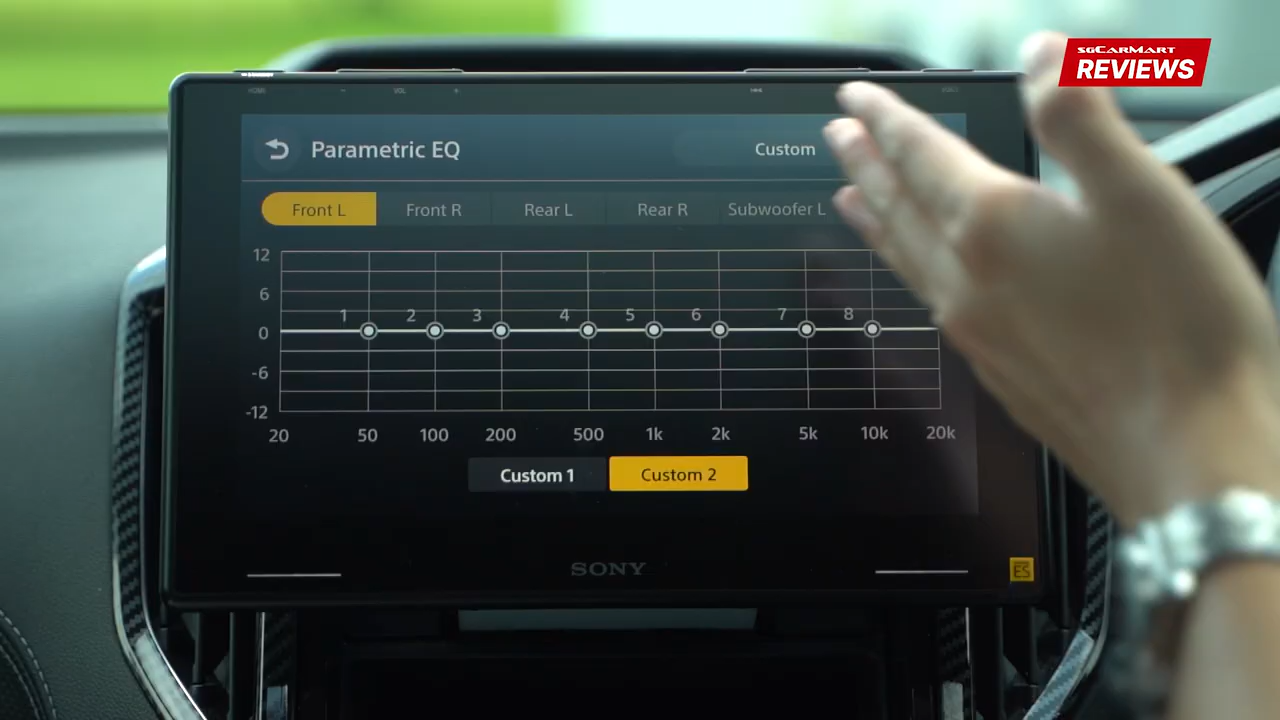 SGCARMART
REVIEWS
HOME - VOL +
Parametric EQ
Custom
Front L
Front R
Rear L
Rear R
Subwoofer L
12
6
0
-6
-12
1 2 3 4 5 6 7 8
20 50 100 200 500 1k 2k 5k 10k 20k
Custom 1
Custom 2
SONY
ES